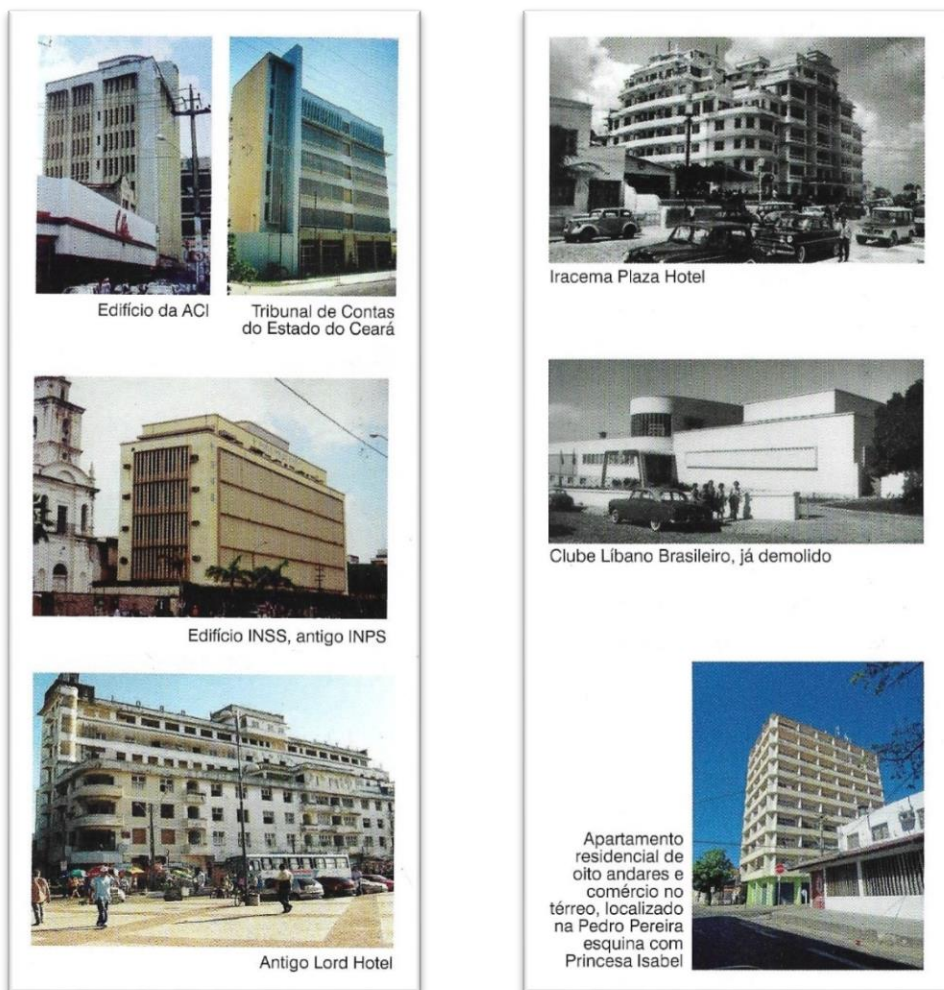 Edifício da ACI
Tribunal de Contas
do Estado do Ceará
Edifício INSS, antigo INPS
Antigo Lord Hotel
Iracema Plaza Hotel
Clube Líbano Brasileiro, já demolido
Apartamento
residencial de
oito andares e
comércio no
térreo, localizado
na Pedro Pereira
esquina com
Princesa Isabel